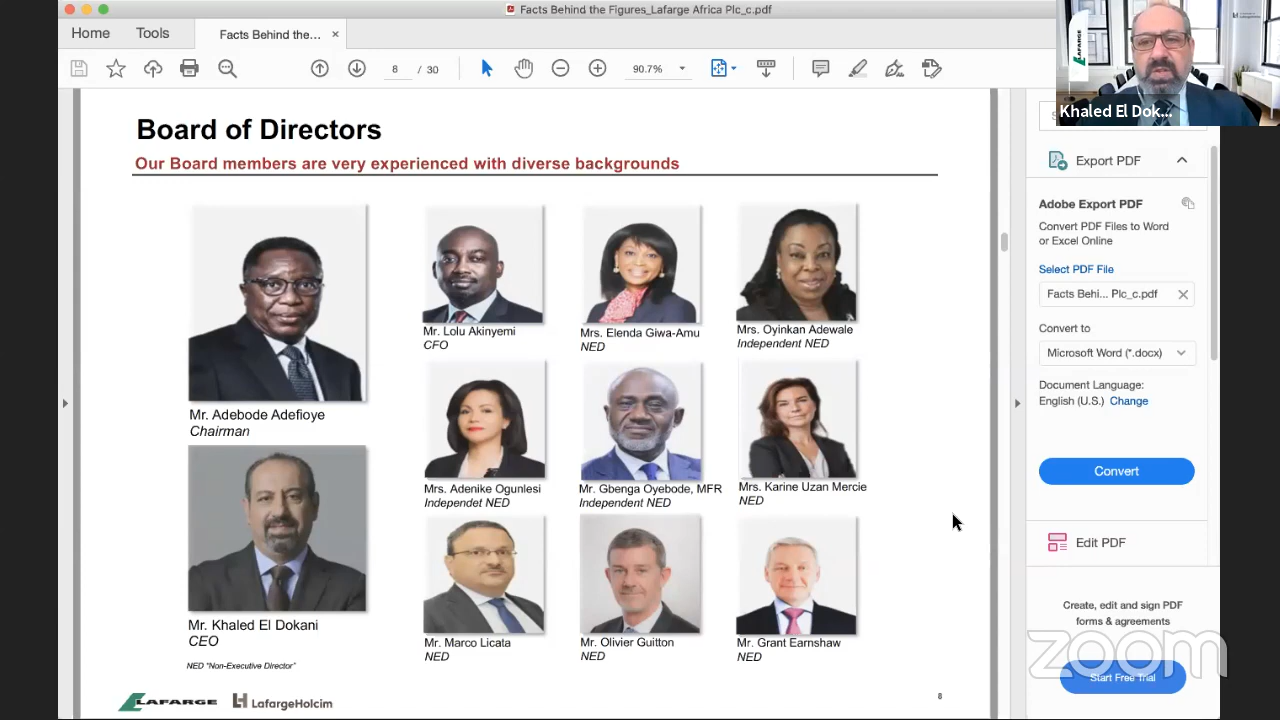 Facts Behind the Figures_Lafarge Africa Plc_c.pdf
Home
Tools
Facts Behind the...
8 / 30
90.7%
LAFARGE
Khaled El Dok...
Board of Directors
Our Board members are very experienced with diverse backgrounds
Mr. Adebode Adefioye
Chairman
Mr. Khaled El Dokani
CEO
Mr. Lolu Akinyemi
CFO
Mrs. Elenda Giwa-Amu
NED
Mrs. Oyinkan Adewale
Independent NED
Mrs. Adenike Ogunlesi
Independet NED
Mr. Gbenga Oyebode, MFR
Independent NED
Mrs. Karine Uzan Mercie
NED
Mr. Marco Licata
NED
Mr. Olivier Guitton
NED
Mr. Grant Earnshaw
NED
NED "Non-Executive Director"
LAFARGE
LafargeHolcim
8
Export PDF
Adobe Export PDF
Convert PDF Files to Word
or Excel Online
Select PDF File
Facts Behi... Plc_c.pdf
Convert to
Microsoft Word (*.docx)
Document Language:
English (U.S.) Change
Convert
Edit PDF
Create, edit and sign PDF
forms & agreements
Start Free Trial
zoom